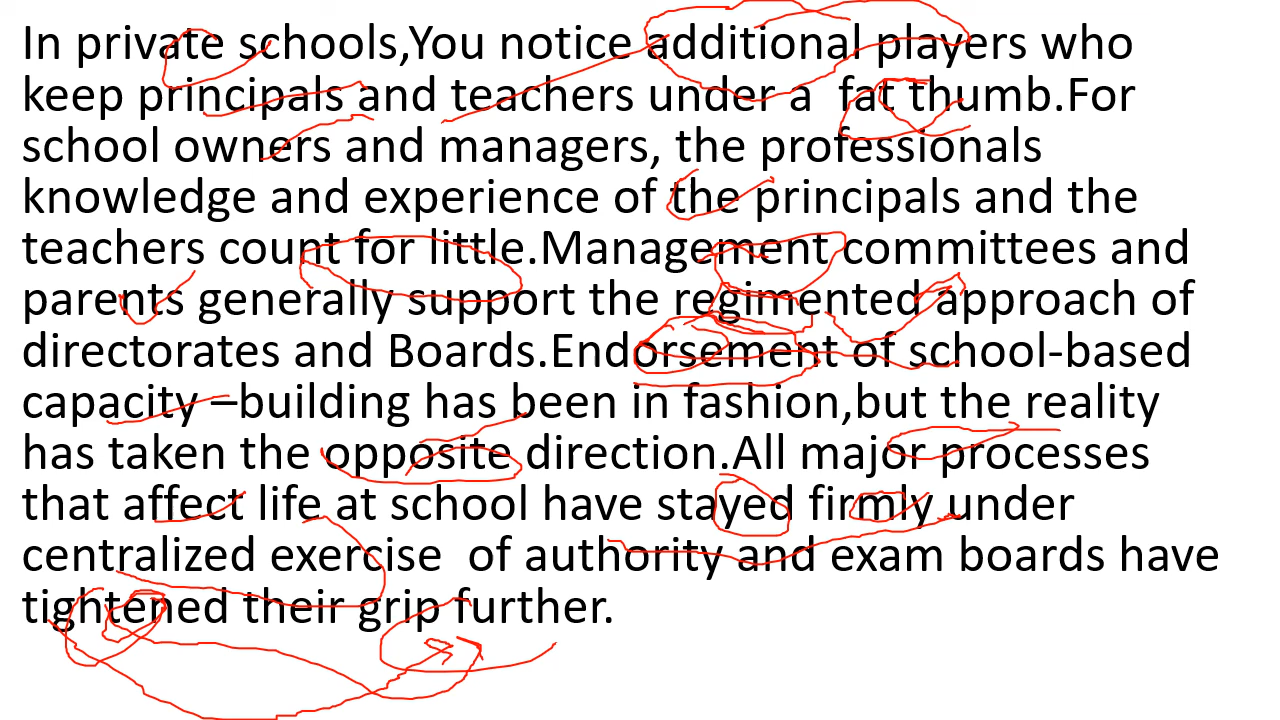 In private schools,You notice additional players who
keep principals and teachers under a  fat thumb.For
school owners and managers, the professionals
knowledge and experience of the principals and the
teachers count for little.Management committees and
parents generally support the regimented approach of
directorates and Boards.Endorsement of school-based
capacity –building has been in fashion,but the reality
has taken the opposite direction.All major processes
that affect life at school have stayed firmly under
centralized exercise  of authority and exam boards have
tightened their grip further.